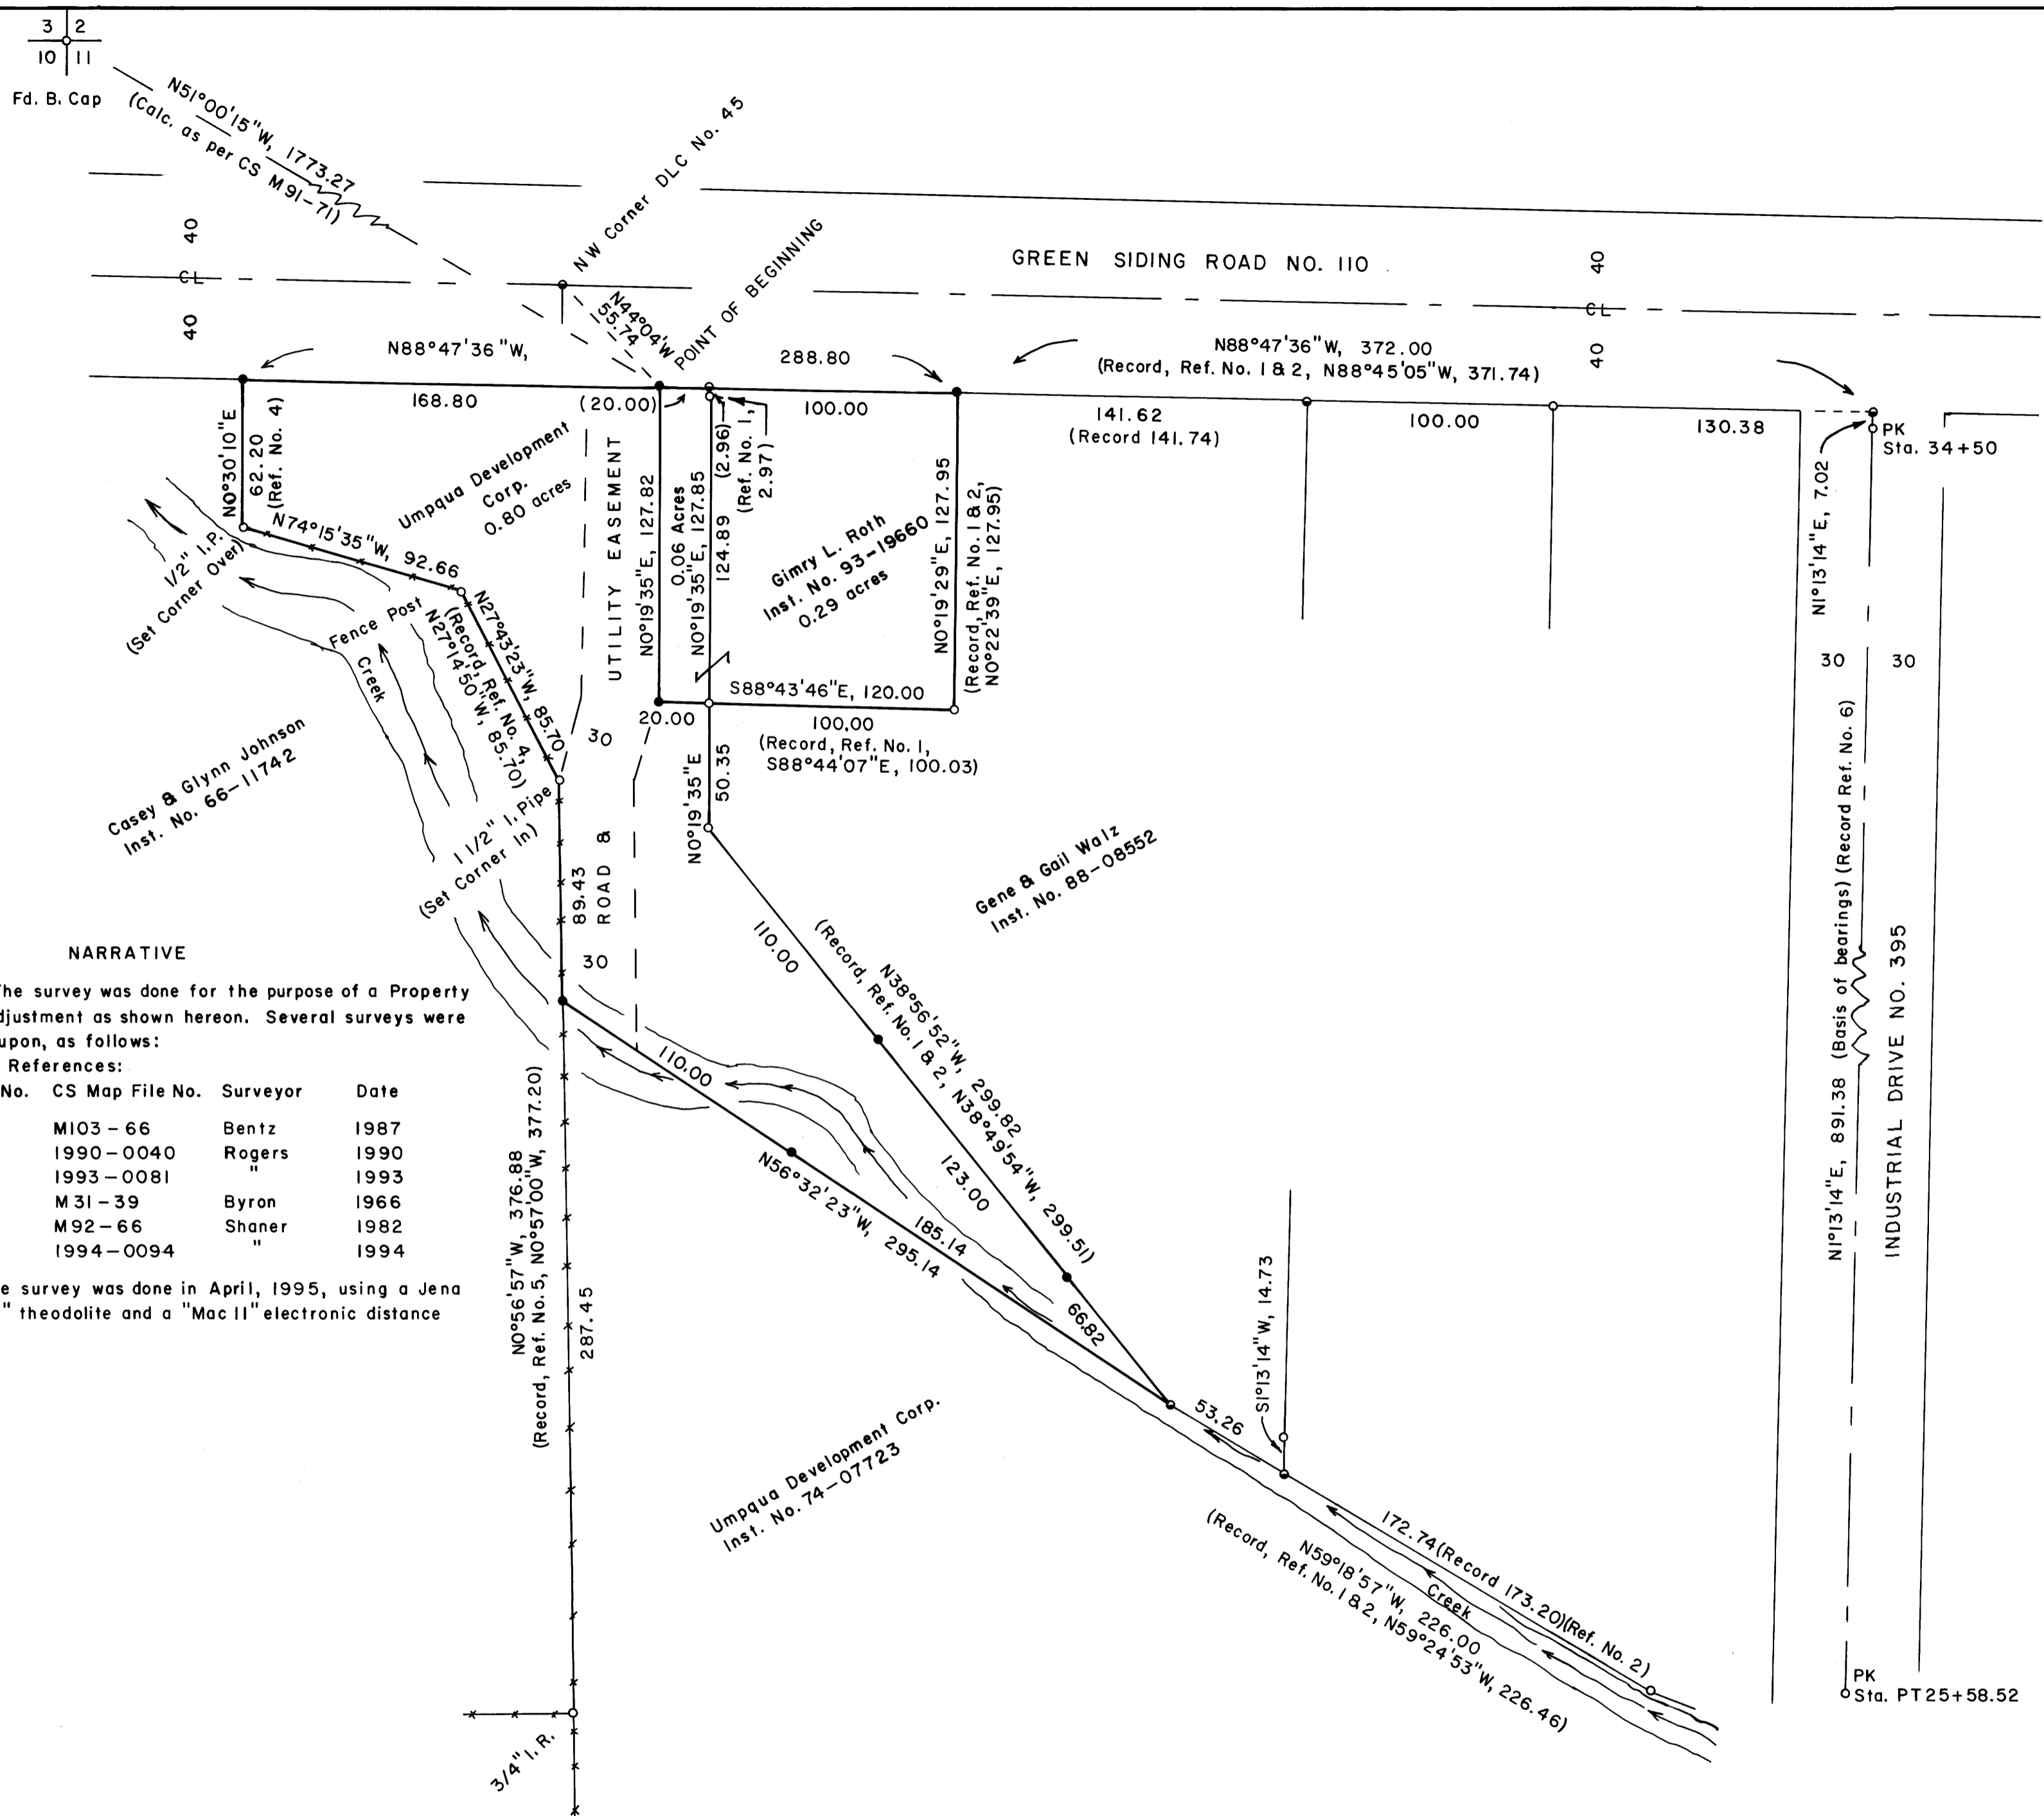 3 2
10 11
Fd. B. Cap
N51°00'15"W, 1773.27
(Calc. as per CS M91-71)
NW Corner DLC No. 45
POINT OF BEGINNING
N44°04'W
55.74
GREEN SIDING ROAD NO. 110
40
40
CL
40
40
CL
N88°47'36"W,
288.80
N88°47'36"W, 372.00
(Record, Ref. No. 1 & 2, N88°45'05"W, 371.74)
168.80
(20.00)
100.00
141.62
(Record 141.74)
100.00
130.38
PK
Sta. 34+50
N1°13'14"E, 7.02
N0°30'10"E
62.20
(Ref. No. 4)
Umpqua Development
Corp.
0.80 acres
UTILITY EASEMENT
N0°19'35"E, 127.82
0.06 Acres
N0°19'35"E, 127.85
124.89
(2.96)
(Ref. No. 1,
2.97)
Gimry L. Roth
Inst. No. 93-19660
0.29 acres
N0°19'29"E, 127.95
(Record, Ref. No. 1 & 2,
N0°22'39"E, 127.95)
N74°15'35"W, 92.66
1/2" I.P.
(Set Corner Over)
Fence Post
Creek
N27°43'23"W, 85.70
(Record, Ref. No. 4,
N27°14'50"W, 85.70)
S88°43'46"E, 120.00
20.00
100.00
(Record, Ref. No. 1,
S88°44'07"E, 100.03)
30
30
30
N0°19'35"E
50.35
Casey & Glynn Johnson
Inst. No. 66-11742
1 1/2" I. Pipe
(Set Corner In)
89.43
ROAD &
30
Gene & Gail Walz
Inst. No. 88-08552
110.00
(Record, Ref. No. 1 & 2, N38°49'54"W, 299.51)
N38°56'52"W, 299.82
123.00
66.82
N1°13'14"E, 891.38 (Basis of bearings) (Record Ref. No. 6)
INDUSTRIAL DRIVE NO. 395
NARRATIVE
The survey was done for the purpose of a Property
djustment as shown hereon. Several surveys were
upon, as follows:
References:
No. CS Map File No. Surveyor Date
M103-66 Bentz 1987
1990-0040 Rogers 1990
1993-0081 " 1993
M31-39 Byron 1966
M92-66 Shaner 1982
1994-0094 " 1994
e survey was done in April, 1995, using a Jena
" theodolite and a "Mac II" electronic distance
110.00
N56°32'23"W, 295.14
185.14
N0°56'57"W, 376.88
(Record, Ref. No. 5, N0°57'00"W, 377.20)
287.45
S1°13'14"W, 14.73
53.26
Umpqua Development Corp.
Inst. No. 74-07723
172.74 (Record 173.20)(Ref. No. 2)
Creek
N59°18'57"W, 226.00
(Record, Ref. No. 1 & 2, N59°24'53"W, 226.46)
PK
Sta. PT25+58.52
3/4" I. R.